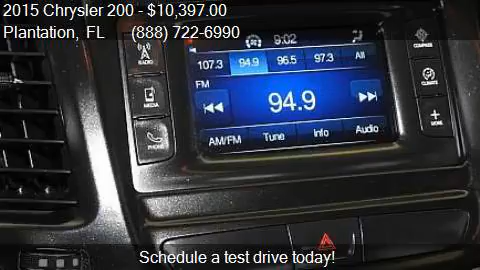 2015 Chrysler 200 - $10,397.00
Plantation, FL (888) 722-6990
9:02
107.3 94.9 96.5 97.3 All
FM
94.9
AM/FM Tune Info Audio
RADIO
MEDIA
PHONE
COMPASS
CLIMATE
+
MORE
Schedule a test drive today!